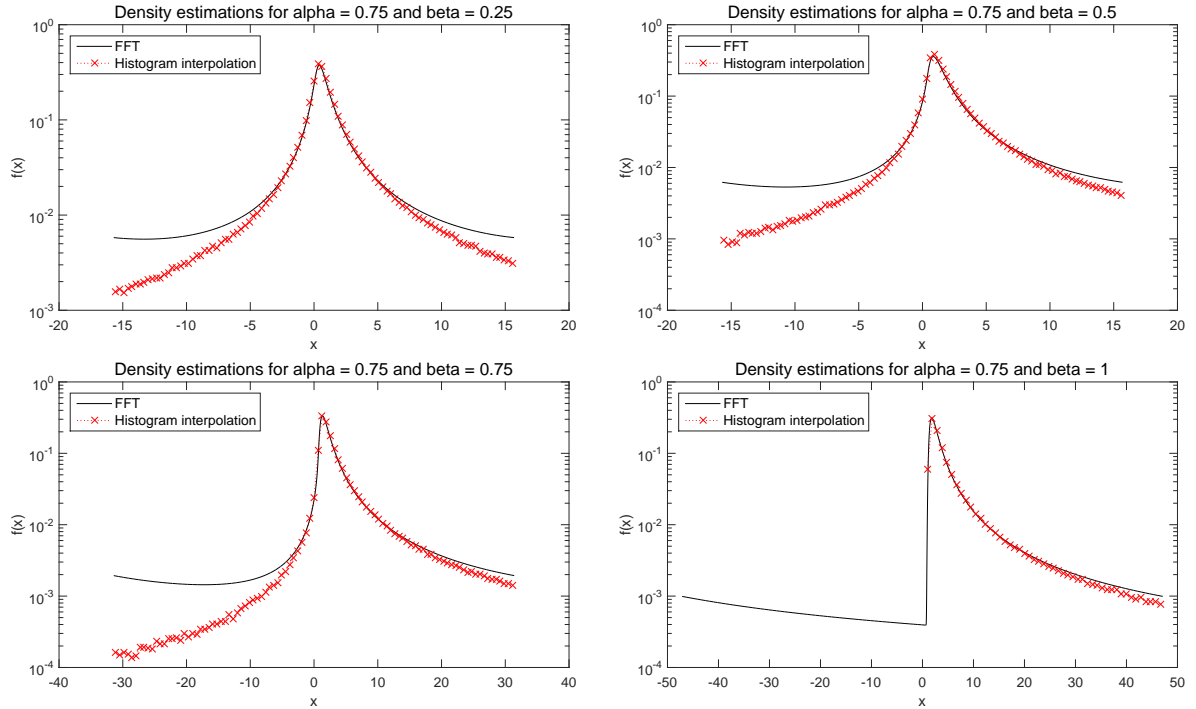 Density estimations for alpha = 0.75 and beta = 0.25
10^0
10^-1
10^-2
10^-3
f(x)
FFT
Histogram interpolation
-20 -15 -10 -5 0 5 10 15 20
x
Density estimations for alpha = 0.75 and beta = 0.5
10^0
10^-1
10^-2
10^-3
10^-4
f(x)
FFT
Histogram interpolation
-20 -15 -10 -5 0 5 10 15 20
x
Density estimations for alpha = 0.75 and beta = 0.75
10^0
10^-1
10^-2
10^-3
10^-4
f(x)
FFT
Histogram interpolation
-40 -30 -20 -10 0 10 20 30 40
x
Density estimations for alpha = 0.75 and beta = 1
10^0
10^-1
10^-2
10^-3
10^-4
f(x)
FFT
Histogram interpolation
-50 -40 -30 -20 -10 0 10 20 30 40 50
x